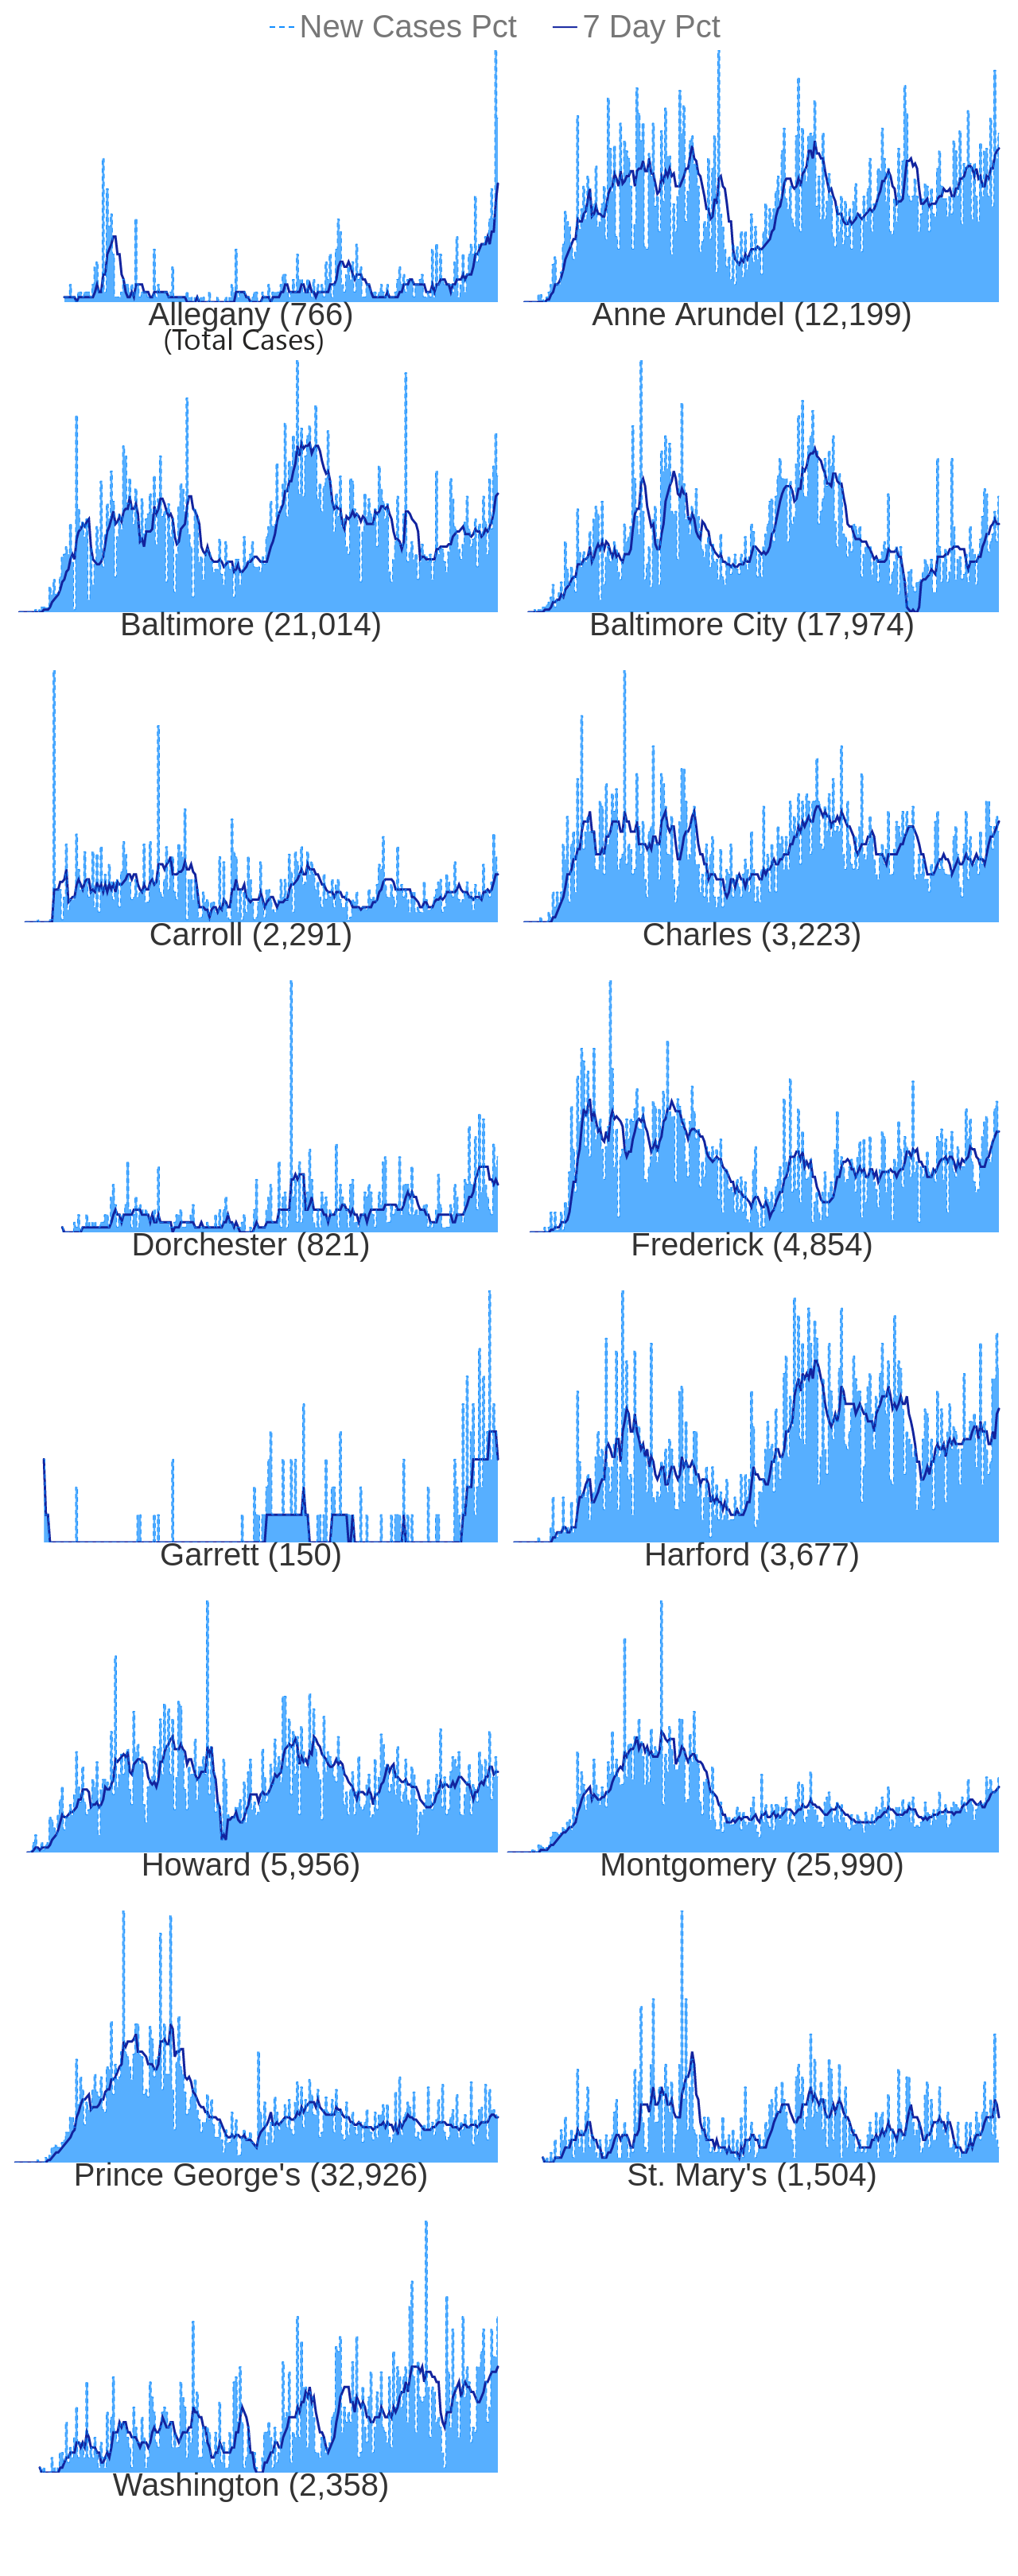 New Cases Pct 7 Day Pct
Allegany (766) Anne Arundel (12,199)
(Total Cases)
Baltimore (21,014) Baltimore City (17,974)
Carroll (2,291) Charles (3,223)
Dorchester (821) Frederick (4,854)
Garrett (150) Harford (3,677)
Howard (5,956) Montgomery (25,990)
Prince George's (32,926) St. Mary's (1,504)
Washington (2,358)